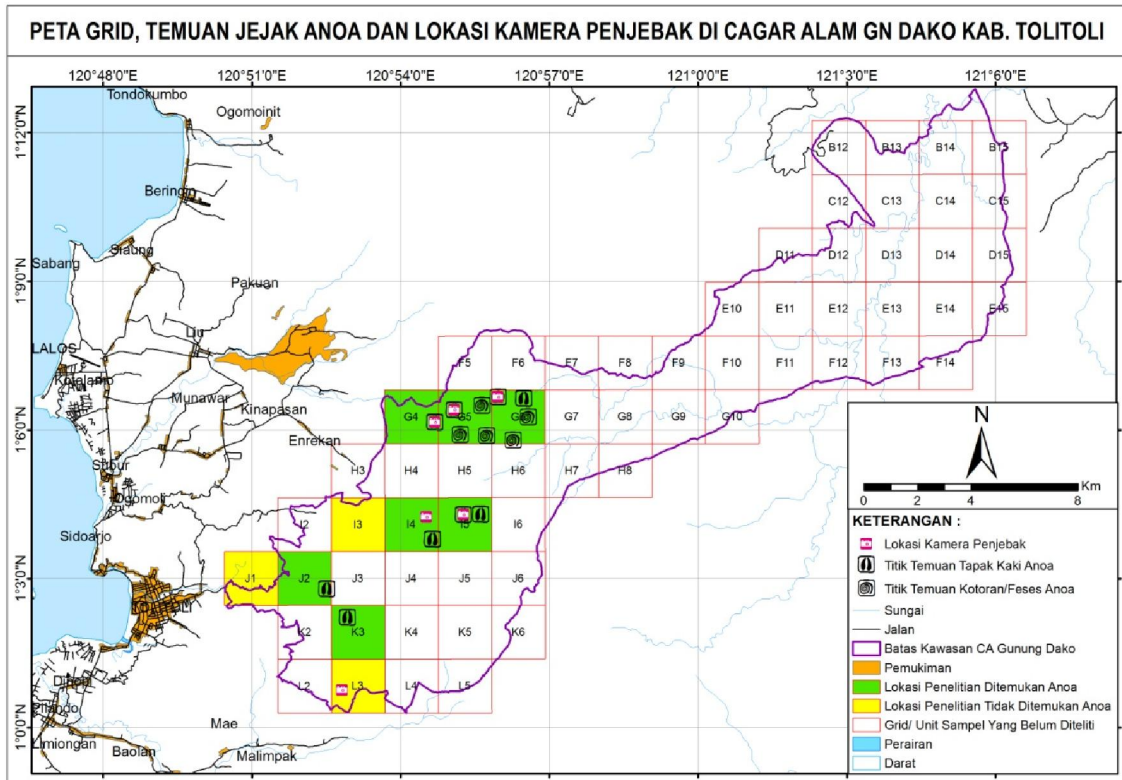 PETA GRID, TEMUAN JEJAK ANOA DAN LOKASI KAMERA PENJEBAK DI CAGAR ALAM GN DAKO KAB. TOLITOLI
120°48'0"E 120°51'0"E 120°54'0"E 120°57'0"E 121°0'0"E 121°3'0"E 121°6'0"E
Tondokumbo
Ogomoinit
1°12'0"N
B12 B13 B14 B15
Beringin
C12 C13 C14 C15
Siaung
Sabang
D11 D12 D13 D14 D15
1°9'0"N
Pakuan
E10 E11 E12 E13 E14 E15
Liu
LALOS
F5 F6 F7 F8 F9 F10 F11 F12 F13 F14
Kotalamo
Munawar
Kinapasan
G4 G5 G6 G7 G8 G9 G10
1°6'0"N
Enrekan
Sibur
H3 H4 H5 H6 H7 H8
Ogomoli
Sidoarjo
I2 I3 I4 I5 I6
1°3'0"N
J1 J2 J3 J4 J5 J6
TOLITOLI
K2 K3 K4 K5 K6
L2 L3 L4 L5
Pilando
1°0'0"N
Mae
Limiongan
Baolan
Malimpak
N
0 2 4 8 Km
KETERANGAN :
Lokasi Kamera Penjebak
Titik Temuan Tapak Kaki Anoa
Titik Temuan Kotoran/Feses Anoa
Sungai
Jalan
Batas Kawasan CA Gunung Dako
Pemukiman
Lokasi Penelitian Ditemukan Anoa
Lokasi Penelitian Tidak Ditemukan Anoa
Grid/ Unit Sampel Yang Belum Diteliti
Perairan
Darat